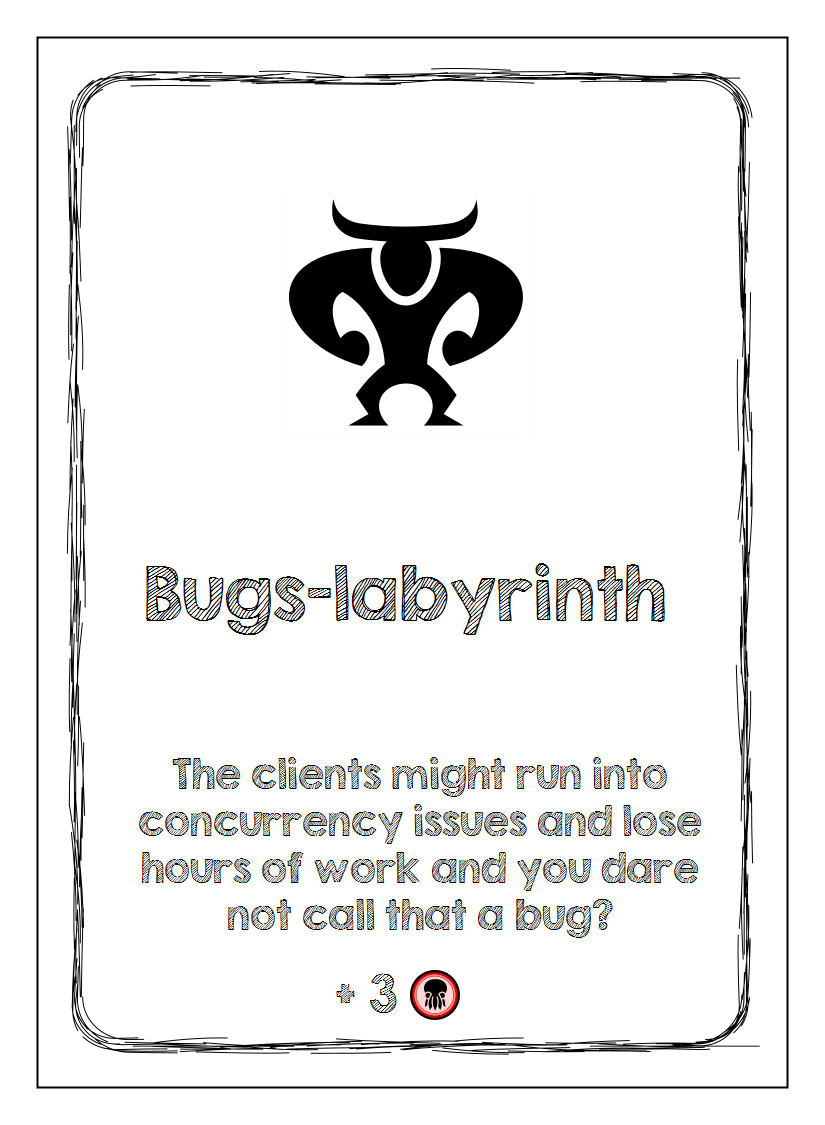 Bugs-labyrinth
The clients might run into
concurrency issues and lose
hours of work and you dare
not call that a bug?
+ 3